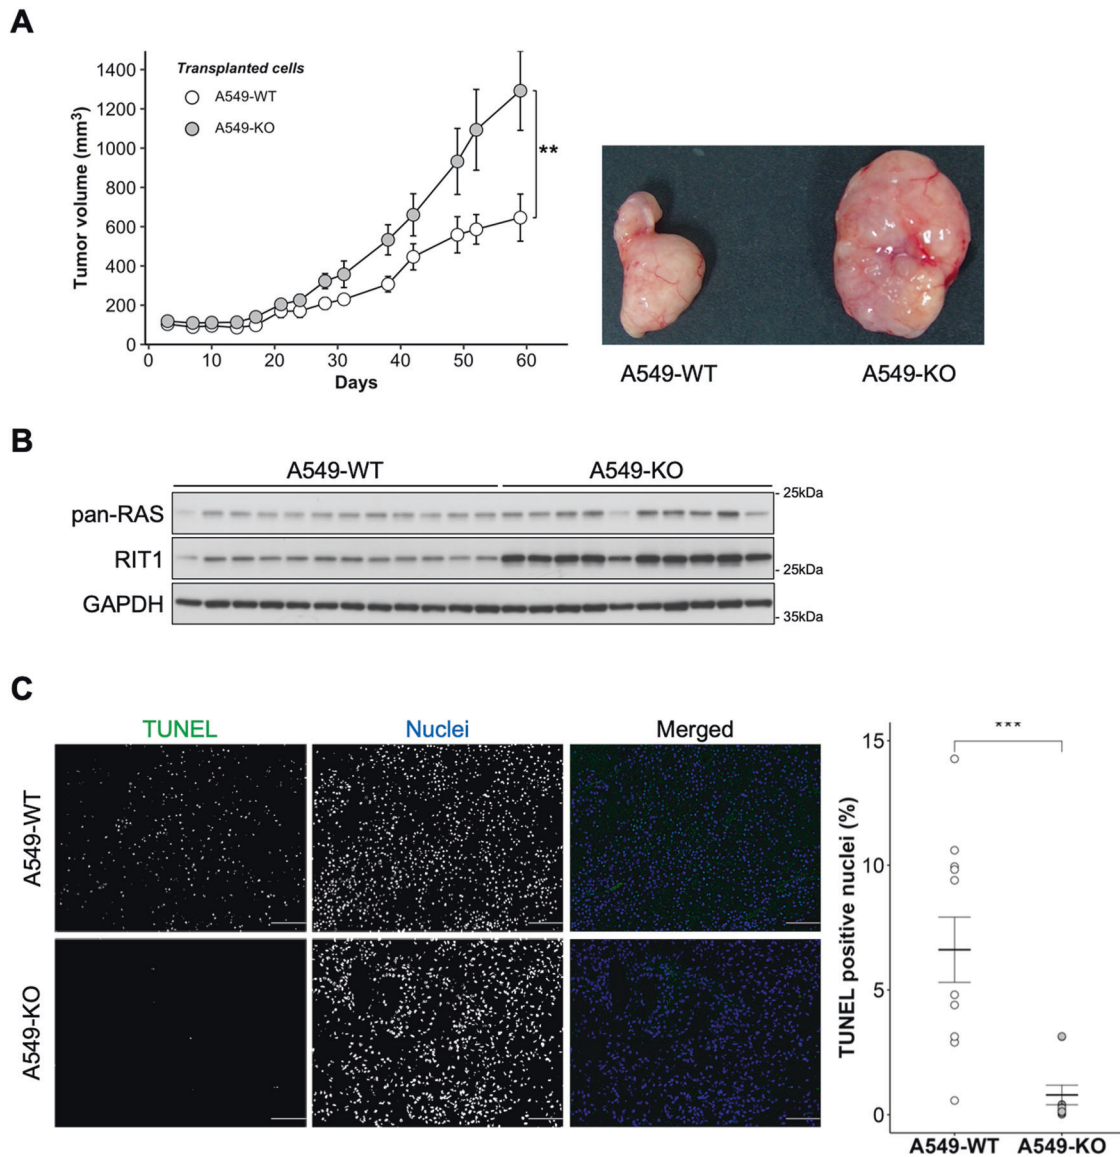 A
Transplanted cells
A549-WT
A549-KO
1400
1200
1000
800
600
400
200
0
Tumor volume (mm³)
0 10 20 30 40 50 60
Days
**
A549-WT A549-KO
B
A549-WT A549-KO
pan-RAS - 25kDa
RIT1 - 25kDa
GAPDH - 35kDa
C
TUNEL Nuclei Merged
A549-WT
A549-KO
***
15
10
5
0
TUNEL positive nuclei (%)
A549-WT A549-KO